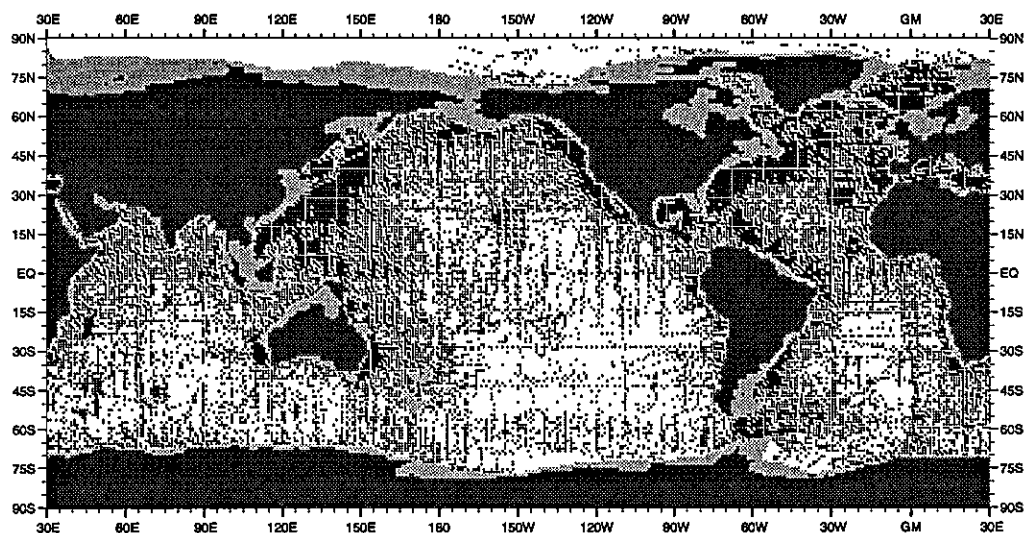 30E 60E 90E 120E 150E 180 150W 120W 90W 60W 30W GM 30E
90N 90N
75N 75N
60N 60N
45N 45N
30N 30N
15N 15N
EQ EQ
15S 15S
30S 30S
45S 45S
60S 60S
75S 75S
90S 90S
30E 60E 90E 120E 150E 180 150W 120W 90W 60W 30W GM 30E